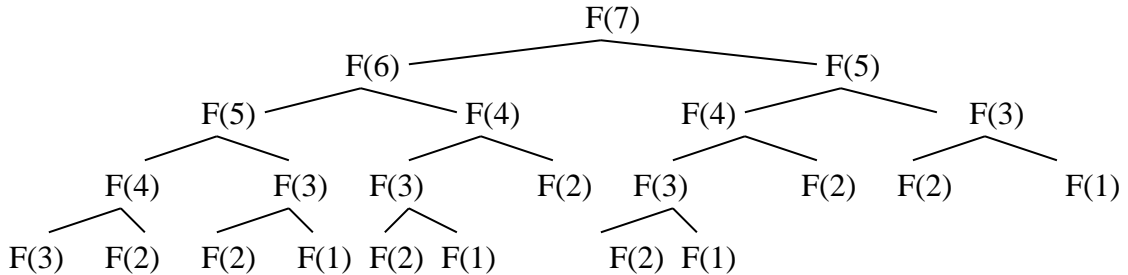 F(7)
F(6) F(5)
F(5) F(4) F(4) F(3)
F(4) F(3) F(3) F(2) F(3) F(2) F(2) F(1)
F(3) F(2) F(2) F(1) F(2) F(1) F(2) F(1)